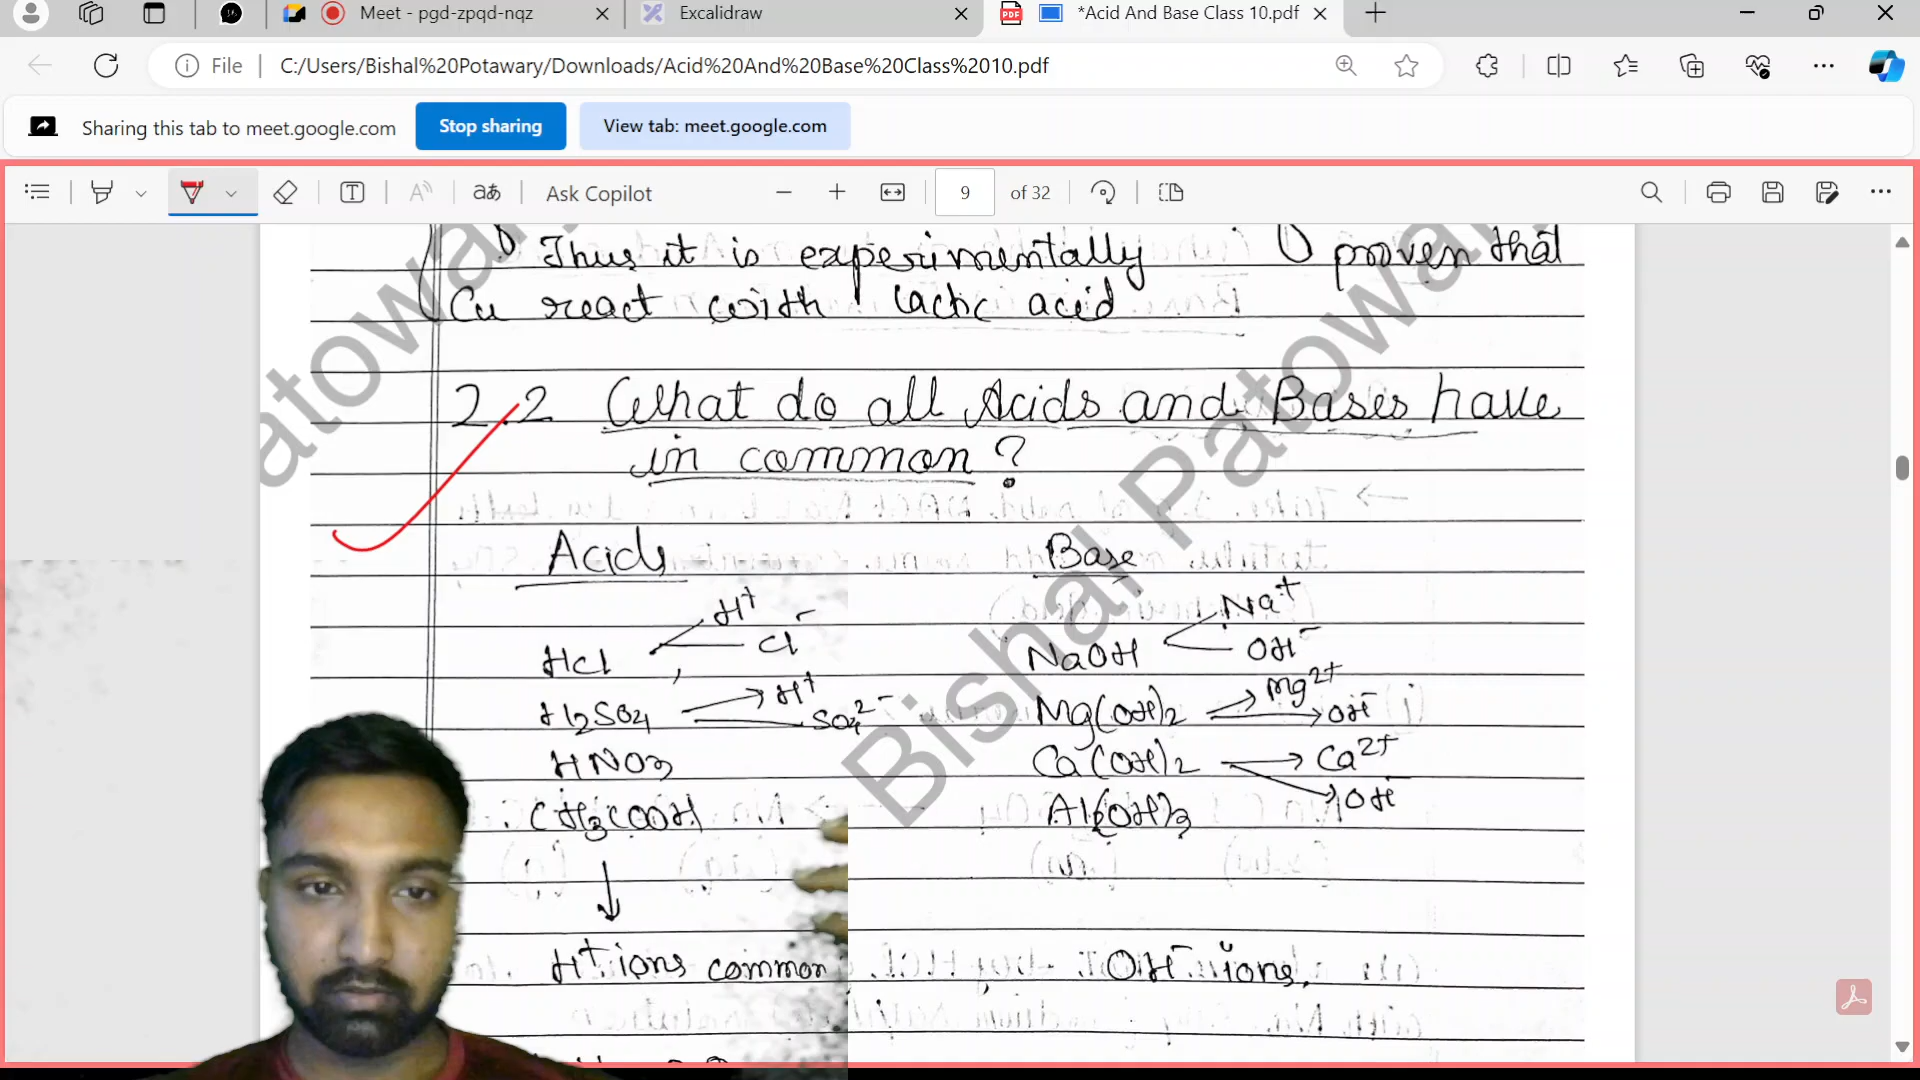 Meet - pgd-zpqd-nqz
Excalidraw
*Acid And Base Class 10.pdf
File
C:/Users/Bishal%20Potawary/Downloads/Acid%20And%20Base%20Class%2010.pdf
Sharing this tab to meet.google.com
Stop sharing
View tab: meet.google.com
Ask Copilot
9 of 32
Thus it is experimentally proven that
Cu react with lactic acid
2.2 What do all Acids and Bases have
in common?
Acids Base
H+ Na+
HCl Cl- NaOH OH-
H+ Mg2+
H2SO4 SO42- Mg(OH)2 OH-
HNO3 Ca(OH)2 Ca2+
CH3COOH Al(OH)3 OH-
H+ ions common OH- ions,
Bishal Patowary